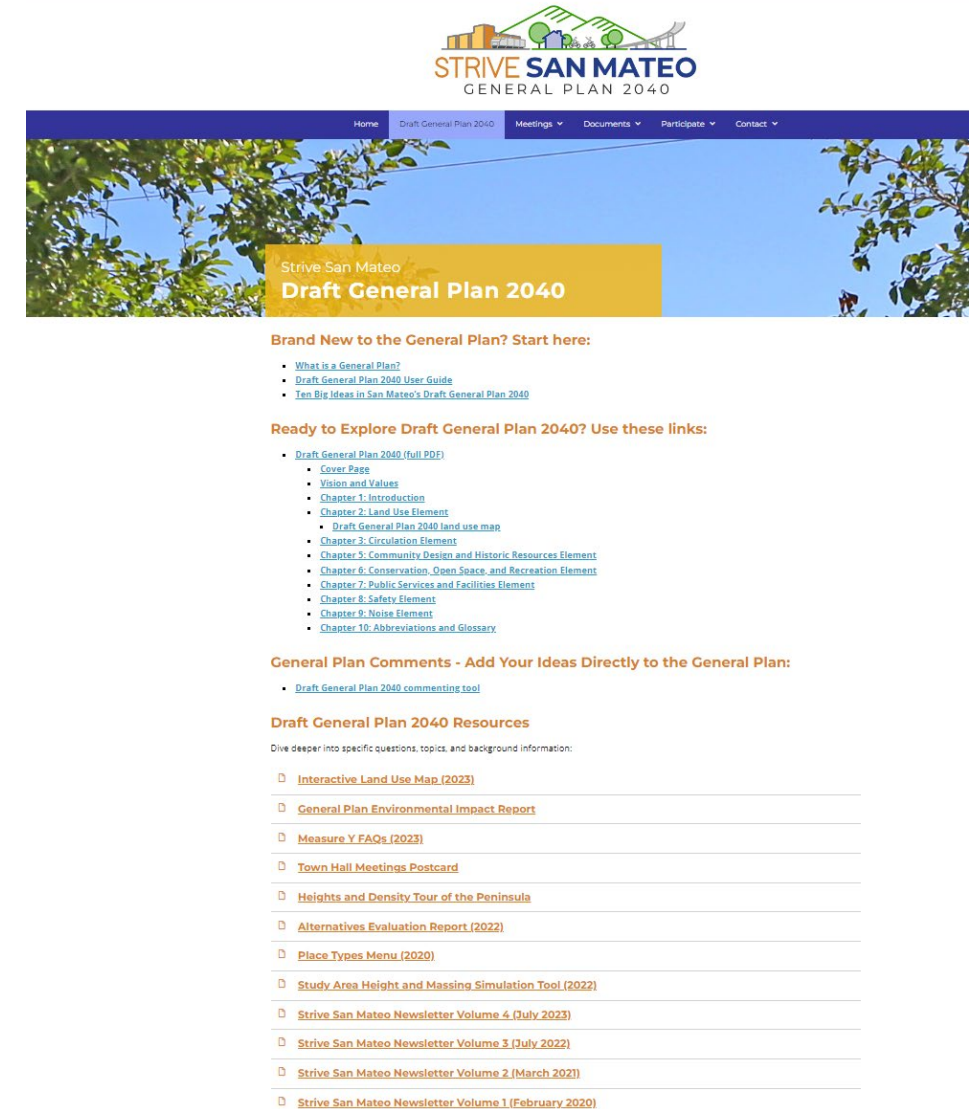 STRIVE SAN MATEO
GENERAL PLAN 2040
Home Draft General Plan 2040 Meetings Documents Participate Contact
Strive San Mateo
Draft General Plan 2040
Brand New to the General Plan? Start here:
What is a General Plan?
Draft General Plan 2040 User Guide
Ten Big Ideas in San Mateo's Draft General Plan 2040
Ready to Explore Draft General Plan 2040? Use these links:
Draft General Plan 2040 (full PDF)
Cover Page
Vision and Values
Chapter 1: Introduction
Chapter 2: Land Use Element
Draft General Plan 2040 land use map
Chapter 3: Circulation Element
Chapter 5: Community Design and Historic Resources Element
Chapter 6: Conservation, Open Space, and Recreation Element
Chapter 7: Public Services and Facilities Element
Chapter 8: Safety Element
Chapter 9: Noise Element
Chapter 10: Abbreviations and Glossary
General Plan Comments - Add Your Ideas Directly to the General Plan:
Draft General Plan 2040 commenting tool
Draft General Plan 2040 Resources
Dive deeper into specific questions, topics, and background information:
Interactive Land Use Map (2023)
General Plan Environmental Impact Report
Measure Y FAQs (2023)
Town Hall Meetings Postcard
Heights and Density Tour of the Peninsula
Alternatives Evaluation Report (2022)
Place Types Menu (2020)
Study Area Height and Massing Simulation Tool (2022)
Strive San Mateo Newsletter Volume 4 (July 2023)
Strive San Mateo Newsletter Volume 3 (July 2022)
Strive San Mateo Newsletter Volume 2 (March 2021)
Strive San Mateo Newsletter Volume 1 (February 2020)